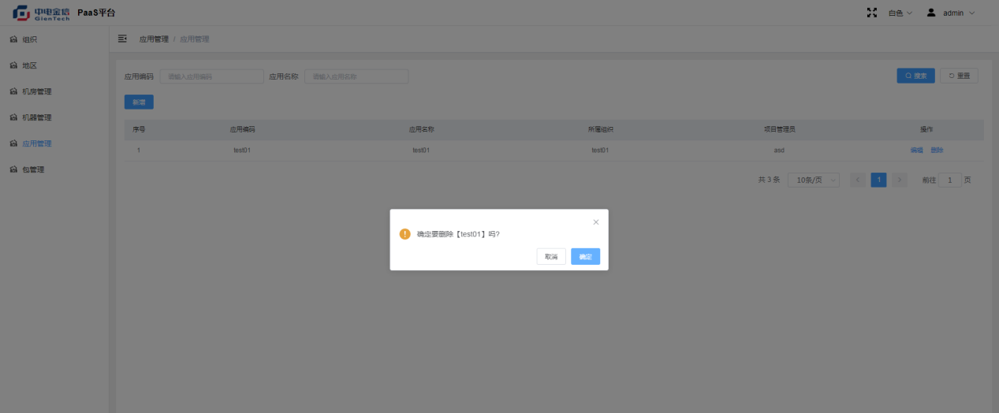 中电金信 GienTech PaaS平台 白色 admin
组织
地区
机房管理
机器管理
应用管理
包管理
应用管理 / 应用管理
应用编码 请输入应用编码 应用名称 请输入应用名称 搜索 重置
新增
序号 应用编码 应用名称 所属组织 项目管理员 操作
1 test01 test01 test01 asd 编辑 删除
共 3 条 10条/页 < 1 > 前往 1 页
确定要删除【test01】吗?
取消 确定